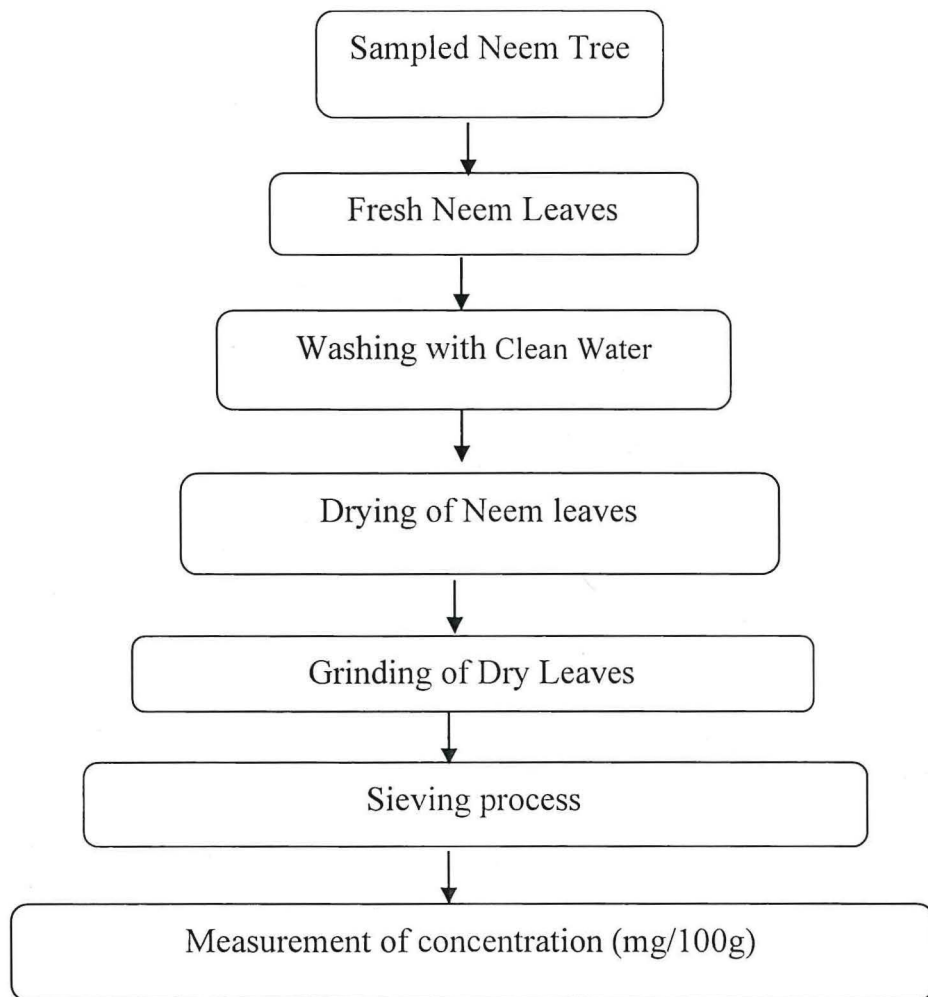 Sampled Neem Tree
Fresh Neem Leaves
Washing with Clean Water
Drying of Neem leaves
Grinding of Dry Leaves
Sieving process
Measurement of concentration (mg/100g)